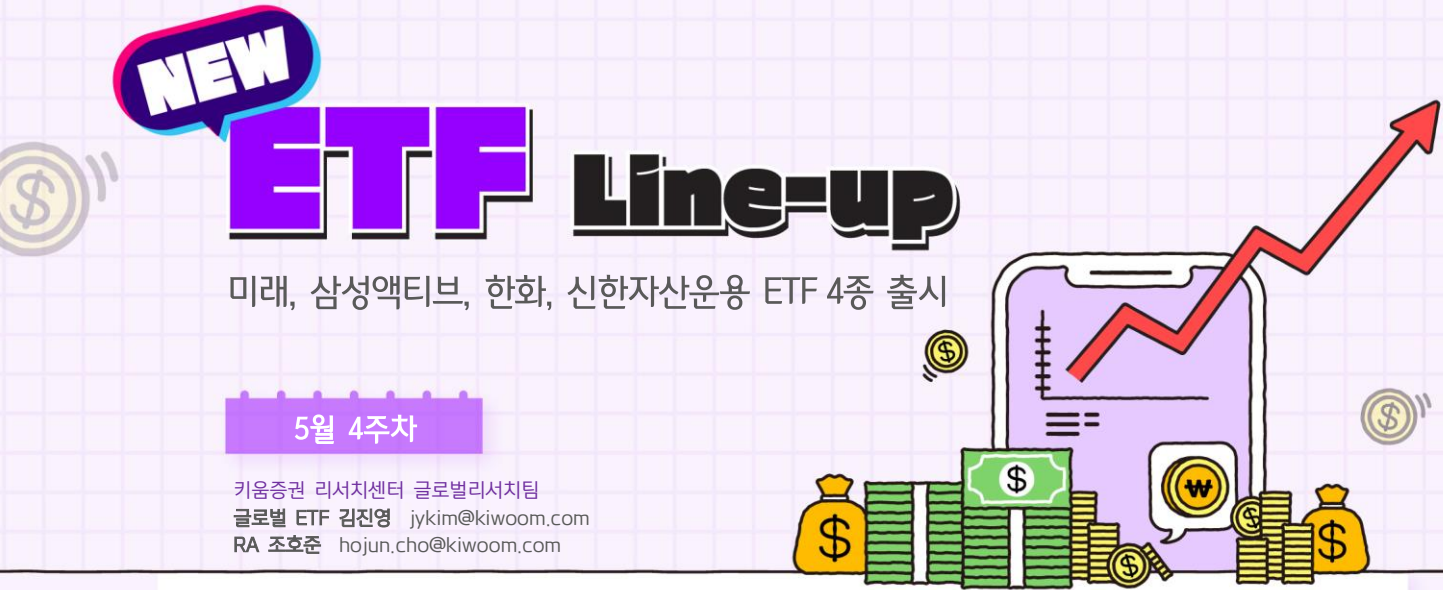 NEW
ETF Line-up
미래, 삼성액티브, 한화, 신한자산운용 ETF 4종 출시
5월 4주차
키움증권 리서치센터 글로벌리서치팀
글로벌 ETF 김진영 jykim@kiwoom.com
RA 조호준 hojun.cho@kiwoom.com
$
$
$
$
₩
$
$
$
$